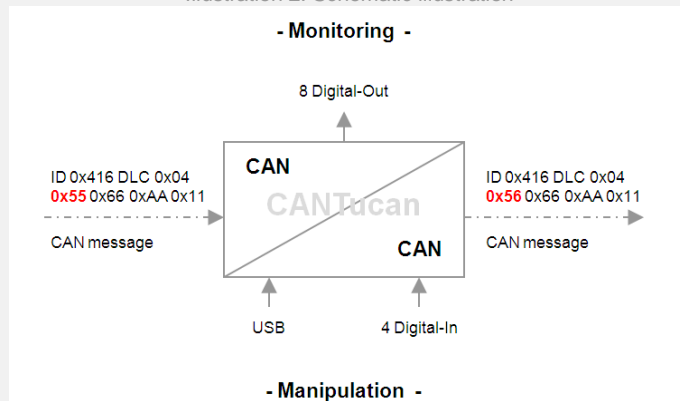 - Monitoring -
8 Digital-Out
ID 0x416 DLC 0x04
0x55 0x66 0xAA 0x11
CAN message
CAN
CANTucan
CAN
ID 0x416 DLC 0x04
0x56 0x66 0xAA 0x11
CAN message
USB
4 Digital-In
- Manipulation -